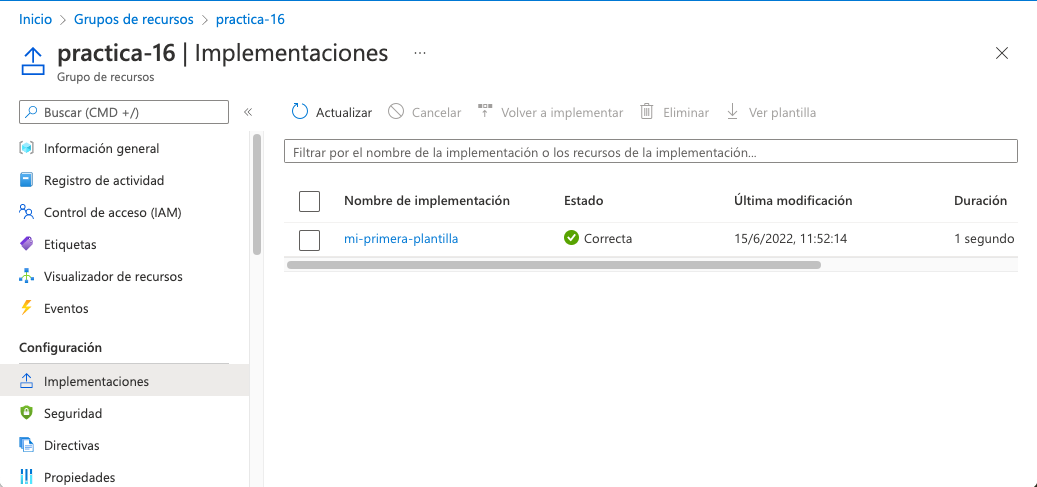 Inicio > Grupos de recursos > practica-16
practica-16 | Implementaciones ...
Grupo de recursos
Buscar (CMD +/)
«
Actualizar Cancelar Volver a implementar Eliminar Ver plantilla
Información general
Registro de actividad
Control de acceso (IAM)
Etiquetas
Visualizador de recursos
Eventos
Configuración
Implementaciones
Seguridad
Directivas
Propiedades
Filtrar por el nombre de la implementación o los recursos de la implementación...
Nombre de implementación Estado Última modificación Duración
mi-primera-plantilla Correcta 15/6/2022, 11:52:14 1 segundo